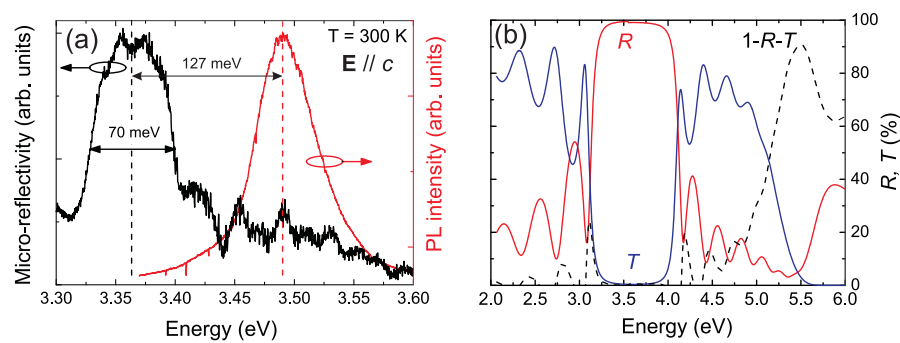 (a)
T = 300 K
E // c
127 meV
70 meV
Micro-reflectivity (arb. units)
PL intensity (arb. units)
3.30 3.35 3.40 3.45 3.50 3.55 3.60
Energy (eV)
(b)
R
1-R-T
T
100
80
60
40
20
0
R, T (%)
2.0 2.5 3.0 3.5 4.0 4.5 5.0 5.5 6.0
Energy (eV)